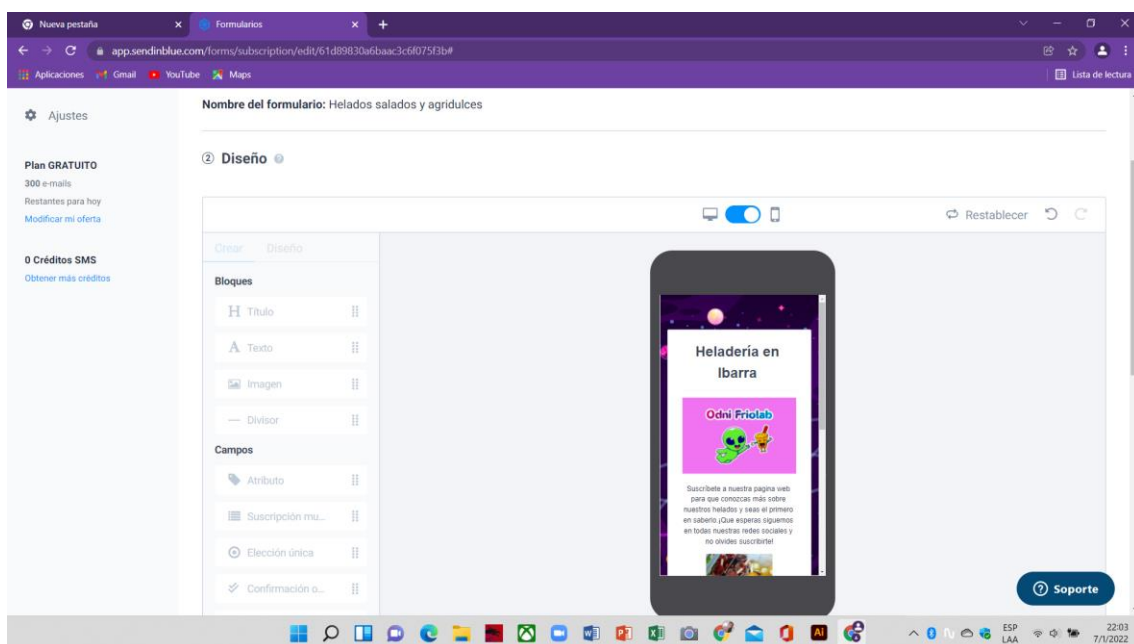 Nueva pestaña
Formularios
app.sendinblue.com/forms/subscription/edit/61d89830a6baac3c6f075f3b#
Aplicaciones
Gmail
YouTube
Maps
Lista de lectura
Ajustes
Plan GRATUITO
300 e-mails
Restantes para hoy
Modificar mi oferta
0 Créditos SMS
Obtener más créditos
Nombre del formulario: Helados salados y agridulces
2 Diseño
Restablecer
Crear Diseño
Bloques
Título
Texto
Imagen
Divisor
Campos
Atributo
Suscripción mu...
Elección única
Confirmación o...
Heladería en
Ibarra
Odni Friolab
Suscríbete a nuestra pagina web
para que conozcas más sobre
nuestros helados y seas el primero
en saberlo ¡Que esperas siguemos
en todas nuestras redes sociales y
no olvides suscribirte!
Soporte
ESP
LAA
22:03
7/1/2022